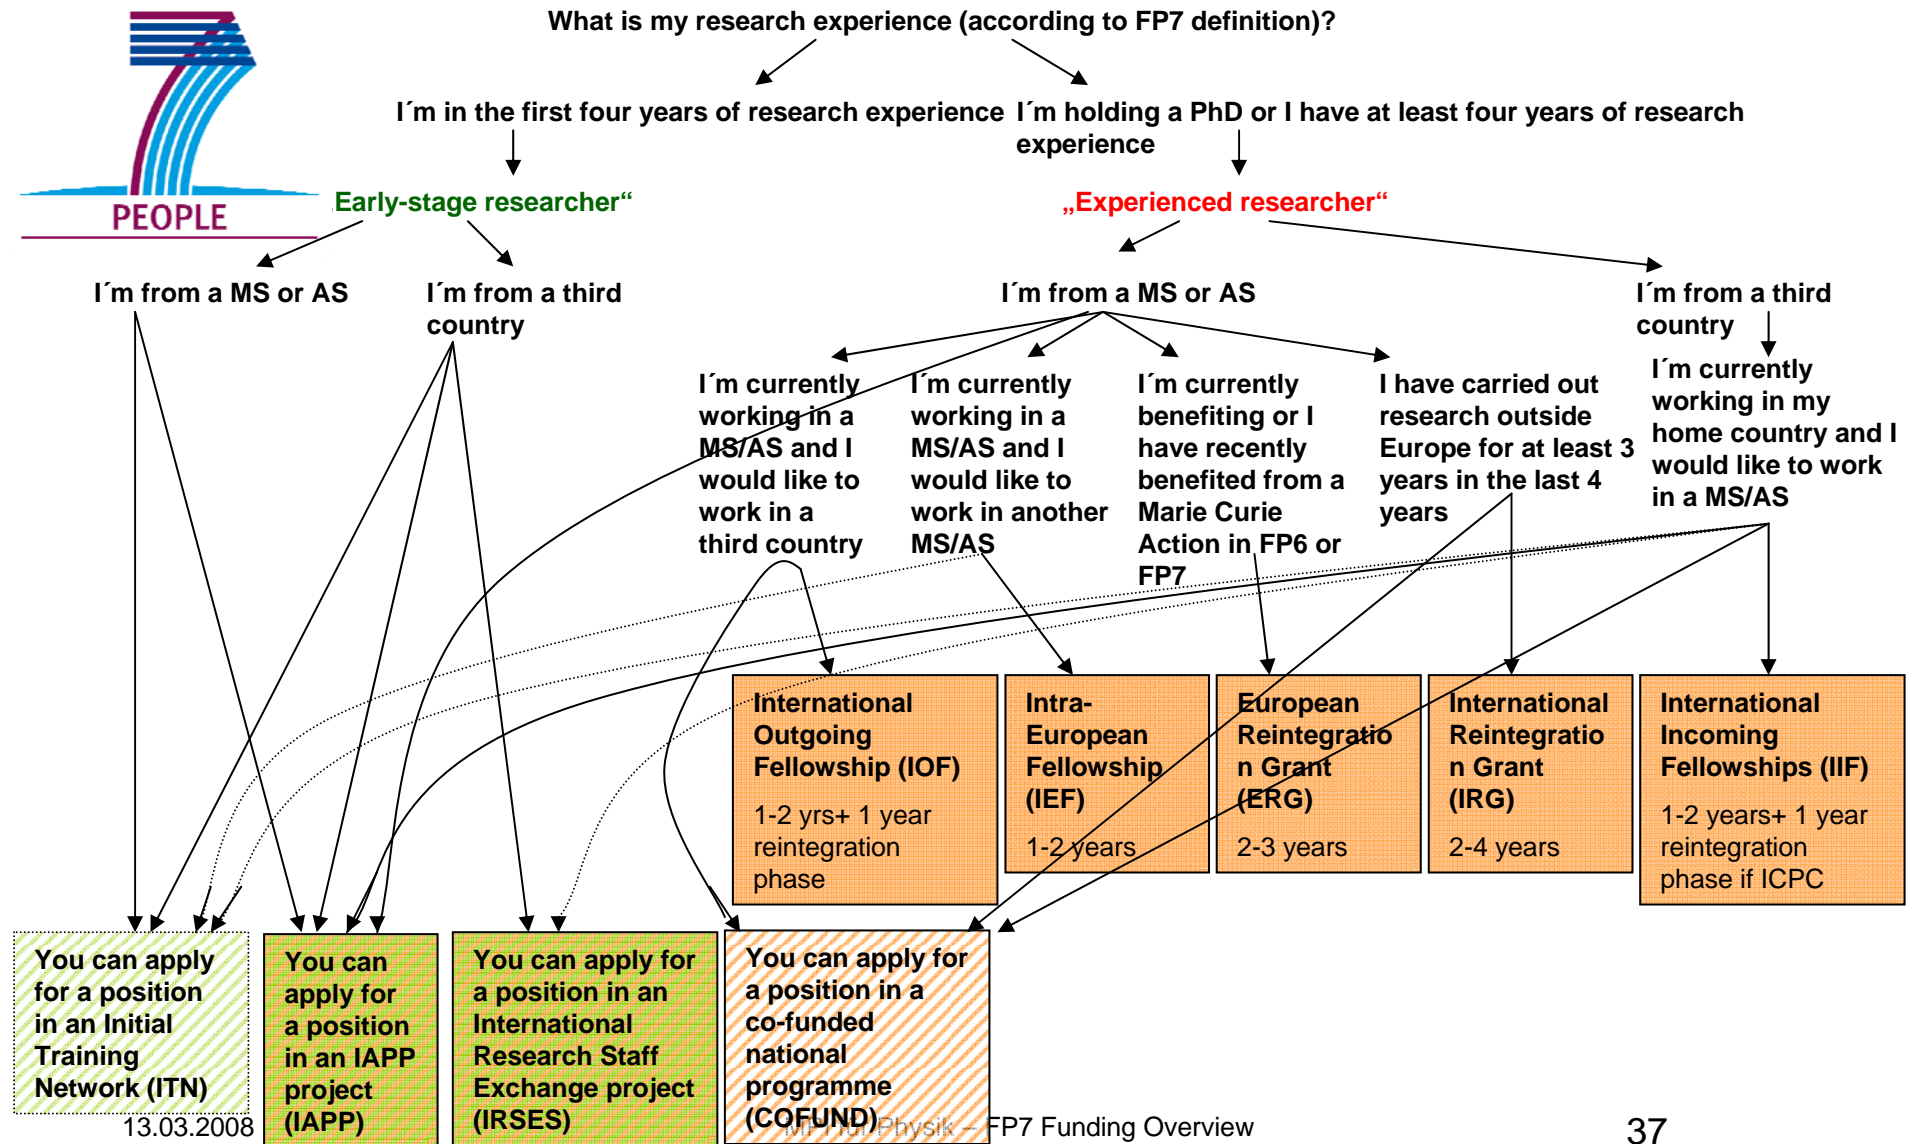 What is my research experience (according to FP7 definition)?
I´m in the first four years of research experience
I´m holding a PhD or I have at least four years of research
experience
PEOPLE
Early-stage researcher“
„Experienced researcher“
I´m from a MS or AS
I´m from a third
country
I´m from a MS or AS
I´m from a third
country
I´m currently
working in a
MS/AS and I
would like to
work in a
third country
I´m currently
working in a
MS/AS and I
would like to
work in another
MS/AS
I´m currently
benefiting or I
have recently
benefited from a
Marie Curie
Action in FP6 or
FP7
I have carried out
research outside
Europe for at least 3
years in the last 4
years
I´m currently
working in my
home country and I
would like to work
in a MS/AS
International
Outgoing
Fellowship (IOF)
1-2 yrs+ 1 year
reintegration
phase
Intra-
European
Fellowship
(IEF)
1-2 years
European
Reintegratio
n Grant
(ERG)
2-3 years
International
Reintegratio
n Grant
(IRG)
2-4 years
International
Incoming
Fellowships (IIF)
1-2 years+ 1 year
reintegration
phase if ICPC
You can apply
for a position
in an Initial
Training
Network (ITN)
You can
apply for
a position
in an IAPP
project
(IAPP)
You can apply for
a position in an
International
Research Staff
Exchange project
(IRSES)
You can apply for
a position in a
co-funded
national
programme
(COFUND)
13.03.2008
Physik – FP7 Funding Overview
37